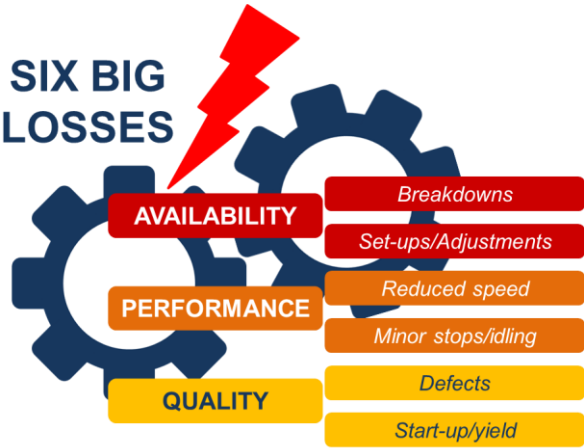 SIX BIG
LOSSES
AVAILABILITY
Breakdowns
Set-ups/Adjustments
PERFORMANCE
Reduced speed
Minor stops/idling
QUALITY
Defects
Start-up/yield